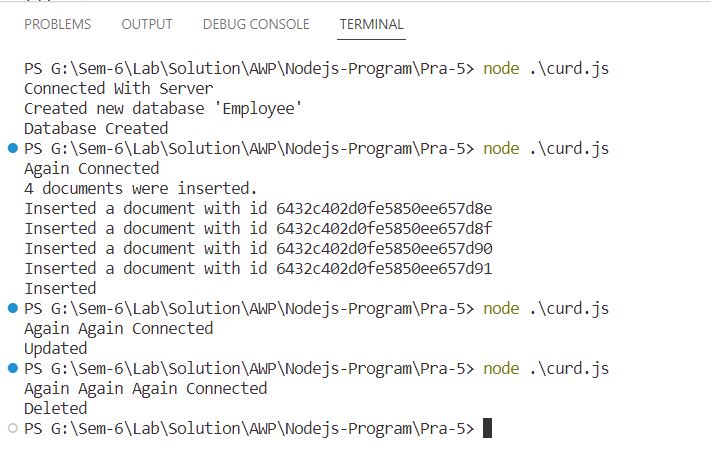 PROBLEMS OUTPUT DEBUG CONSOLE TERMINAL
PS G:\Sem-6\Lab\Solution\AWP\Nodejs-Program\Pra-5> node .\curd.js
Connected With Server
Created new database 'Employee'
Database Created
PS G:\Sem-6\Lab\Solution\AWP\Nodejs-Program\Pra-5> node .\curd.js
Again Connected
4 documents were inserted.
Inserted a document with id 6432c402d0fe5850ee657d8e
Inserted a document with id 6432c402d0fe5850ee657d8f
Inserted a document with id 6432c402d0fe5850ee657d90
Inserted a document with id 6432c402d0fe5850ee657d91
Inserted
PS G:\Sem-6\Lab\Solution\AWP\Nodejs-Program\Pra-5> node .\curd.js
Again Again Connected
Updated
PS G:\Sem-6\Lab\Solution\AWP\Nodejs-Program\Pra-5> node .\curd.js
Again Again Again Connected
Deleted
PS G:\Sem-6\Lab\Solution\AWP\Nodejs-Program\Pra-5>